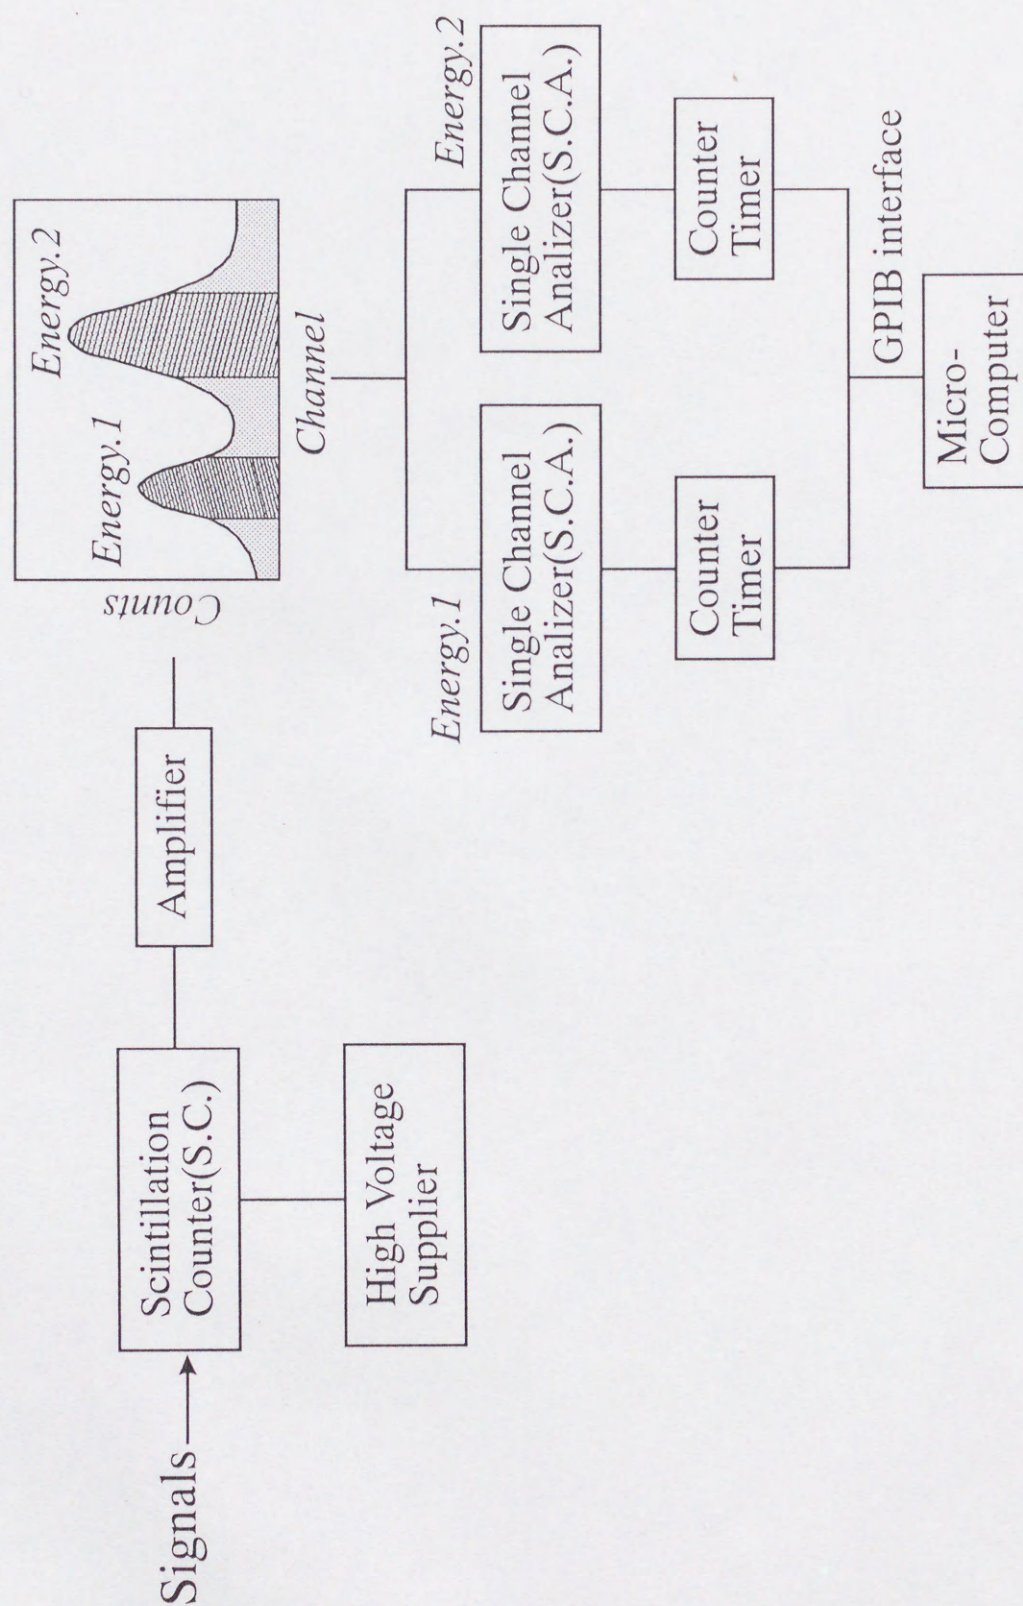 Signals
Scintillation
Counter(S.C.)
High Voltage
Supplier
Amplifier
Counts
Energy.1
Energy.2
Channel
Energy.1
Single Channel
Analizer(S.C.A.)
Energy.2
Single Channel
Analizer(S.C.A.)
Counter
Timer
Counter
Timer
GPIB interface
Micro-
Computer